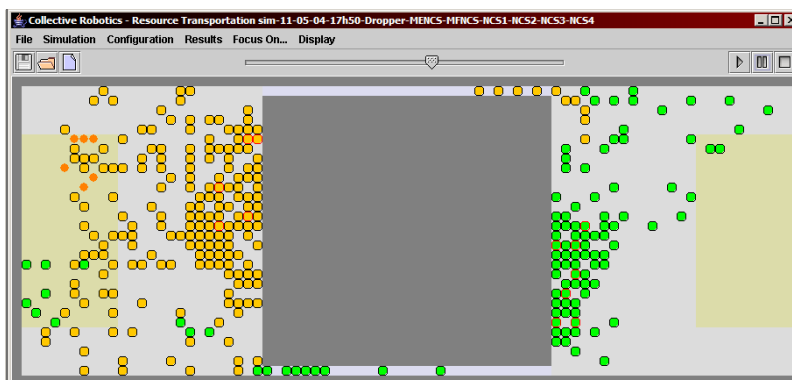 Collective Robotics - Resource Transportation sim-11-05-04-17h50-Dropper-MENCS-MFNCS-NCS1-NCS2-NCS3-NCS4
File Simulation Configuration Results Focus On... Display